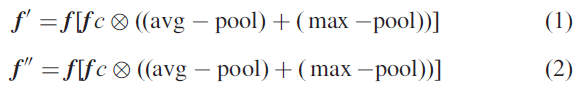 f′ =f[fc ⊗ ((avg − pool) + ( max −pool))] (1)
f″ =f[fc ⊗ ((avg − pool) + ( max −pool))] (2)